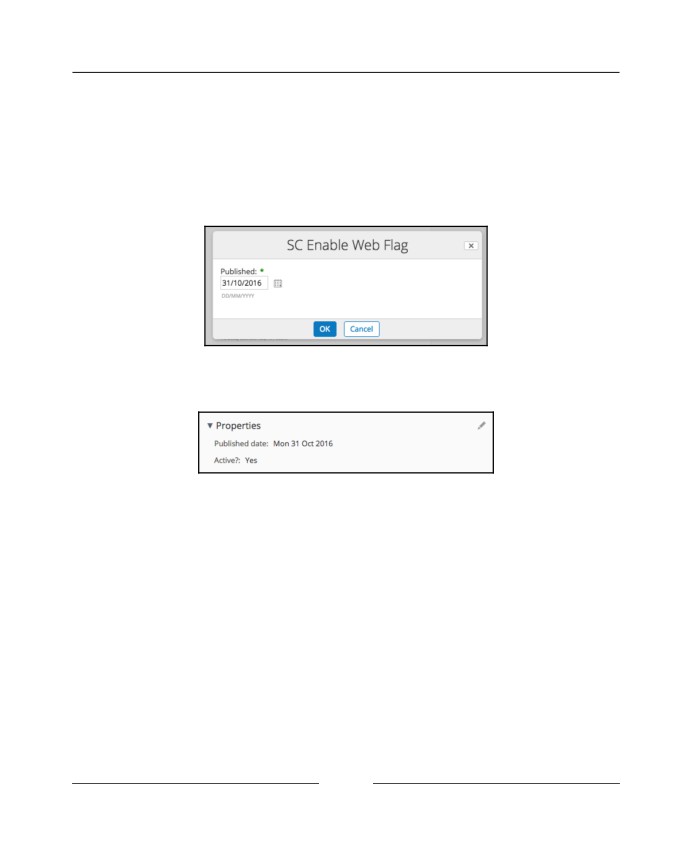 SC Enable Web Flag
Published: *
31/10/2016
DD/MM/YYYY
OK Cancel
▼ Properties
Published date: Mon 31 Oct 2016
Active?: Yes